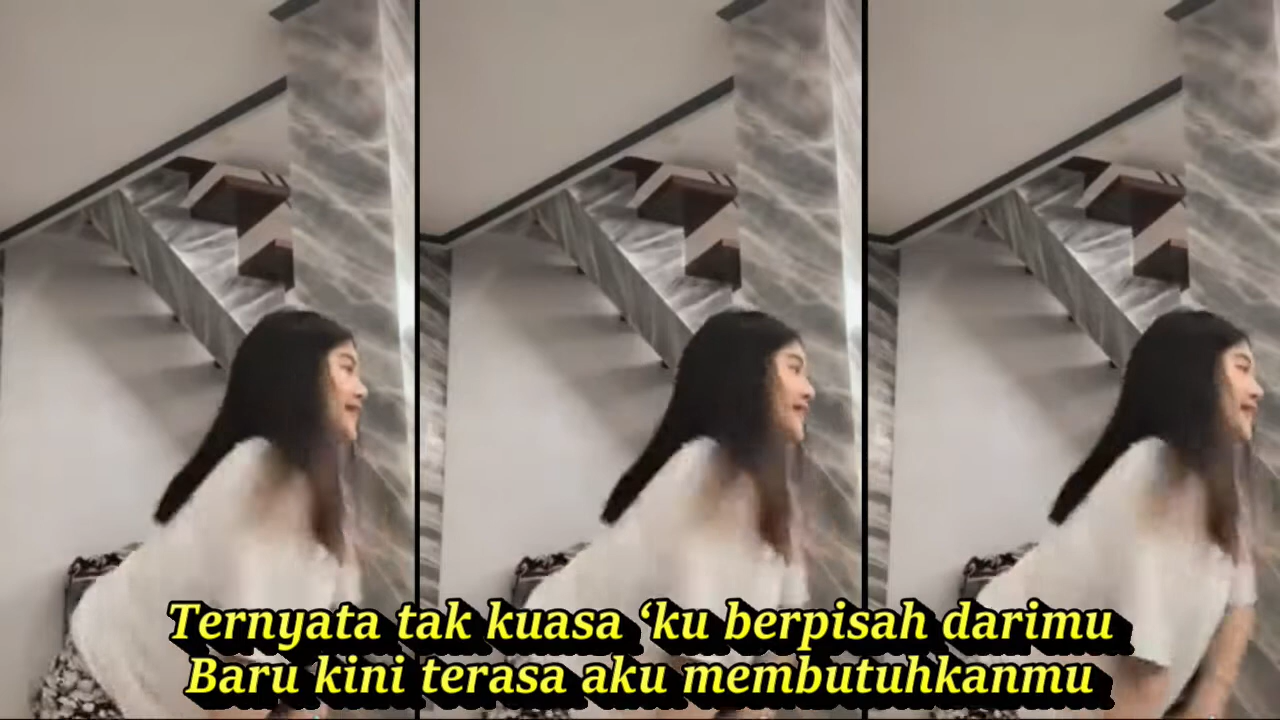 Ternyata tak kuasa ‘ku berpisah darimu
Baru kini terasa aku membutuhkanmu